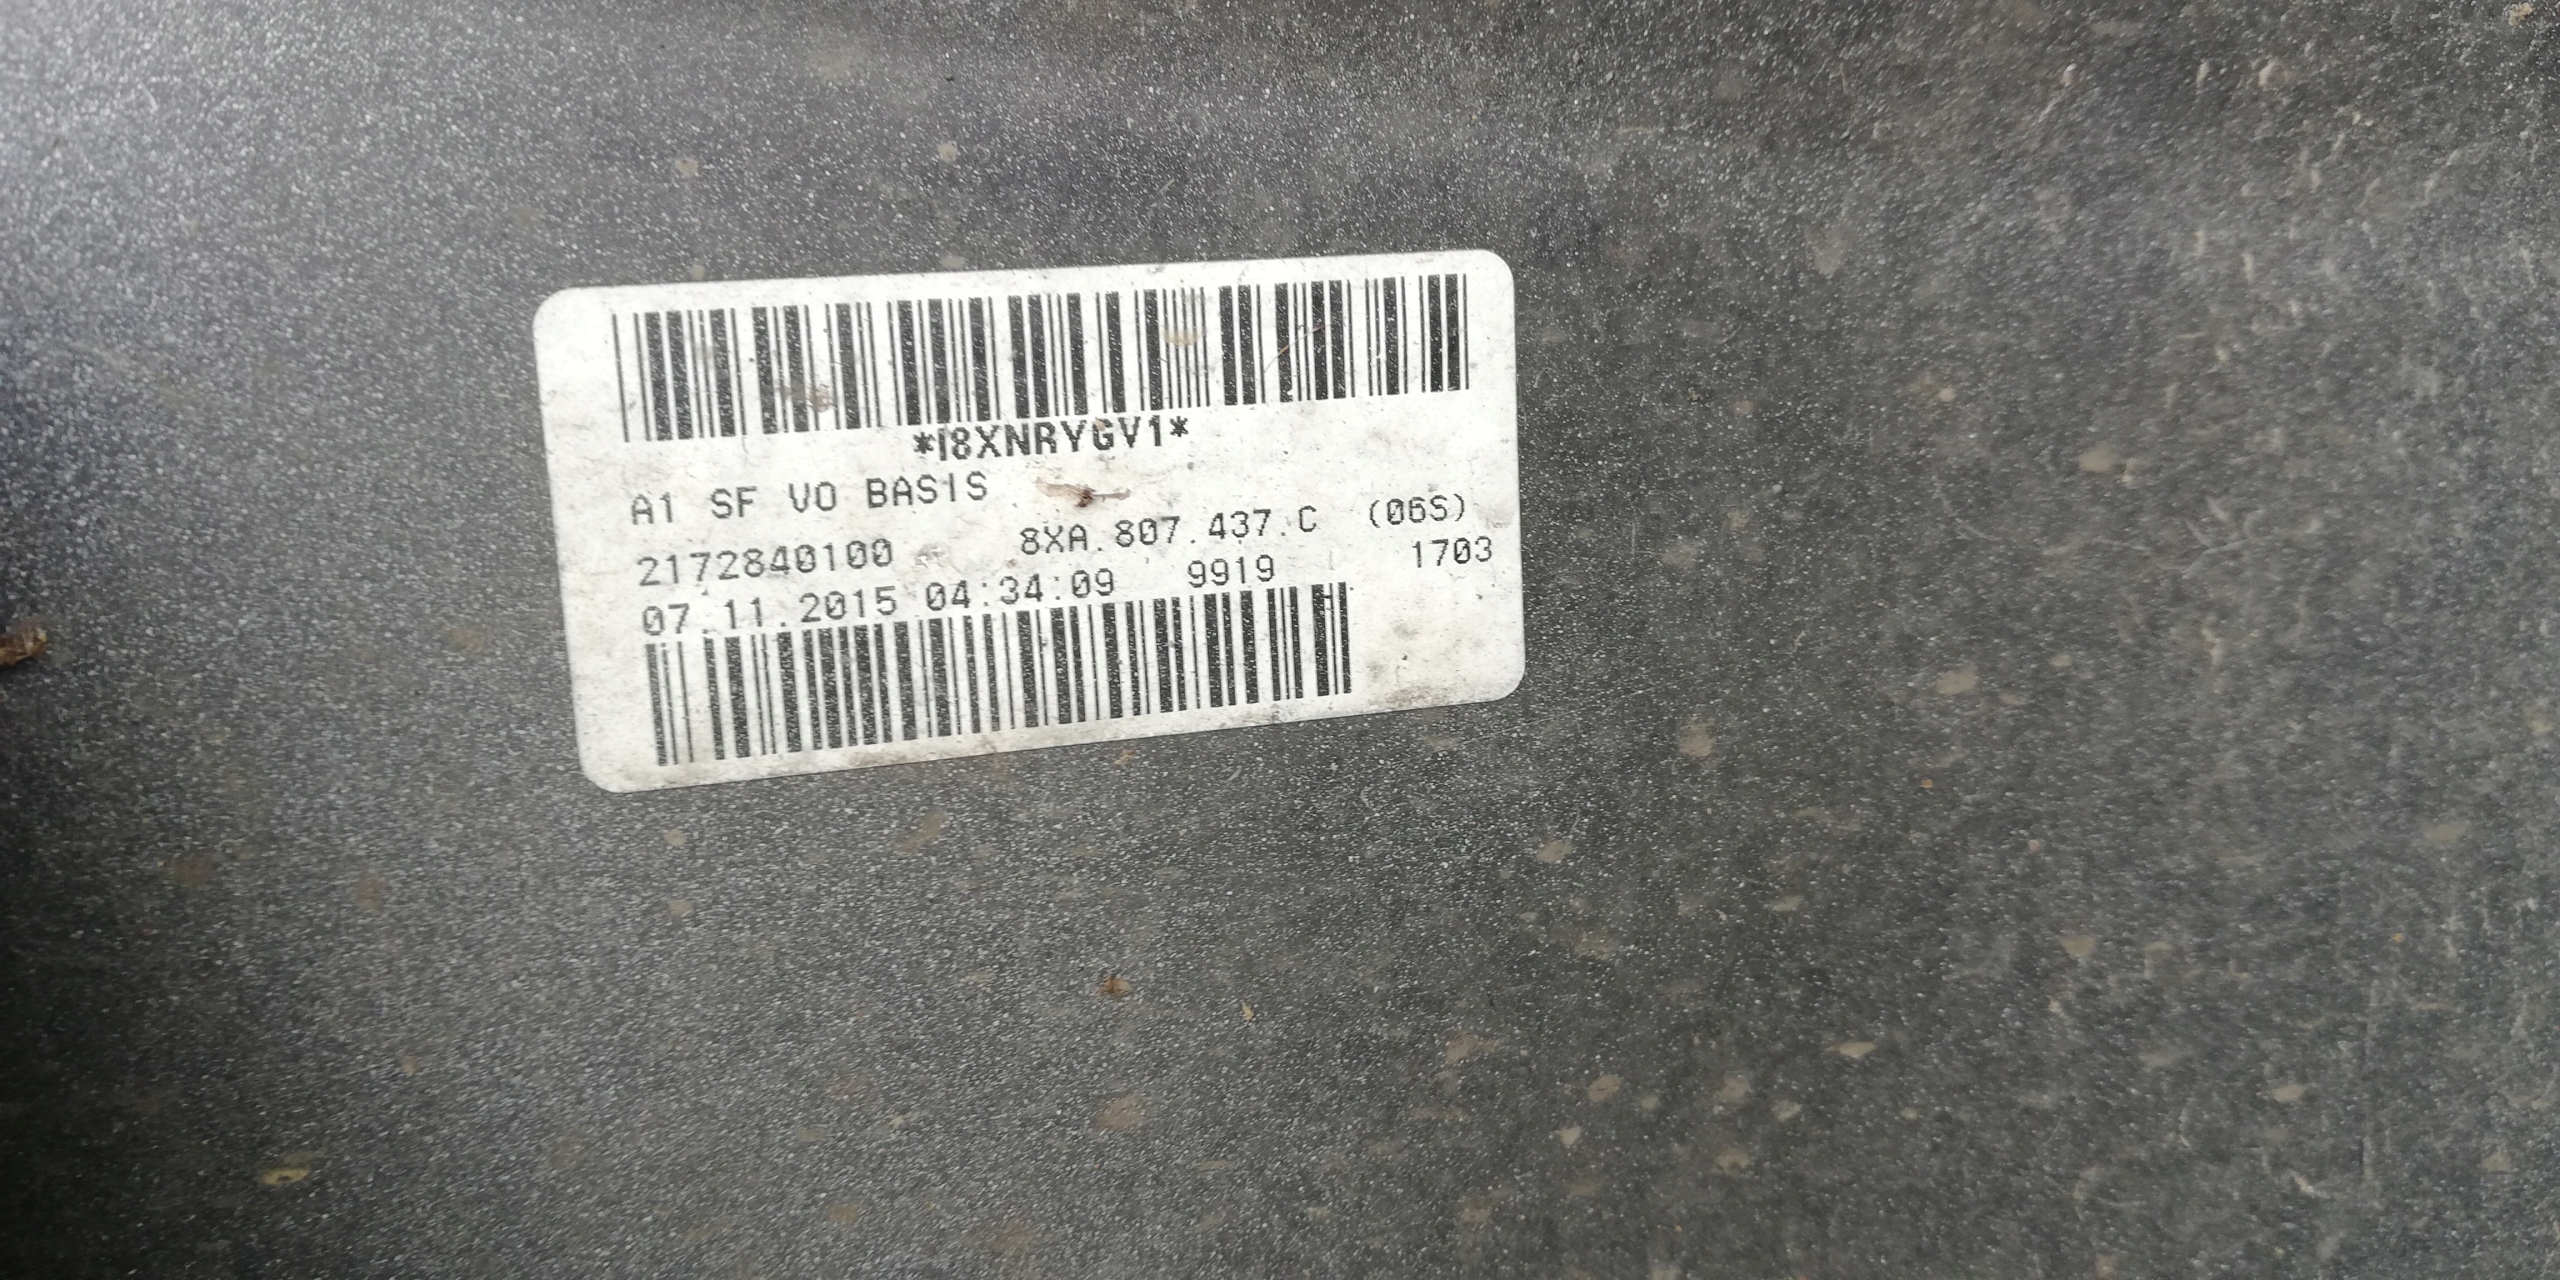 *I8XNRYGV1*
A1 SF VO BASIS
2172840100 8XA.807.437.C (06S)
07.11.2015 04:34:09 9919 1703